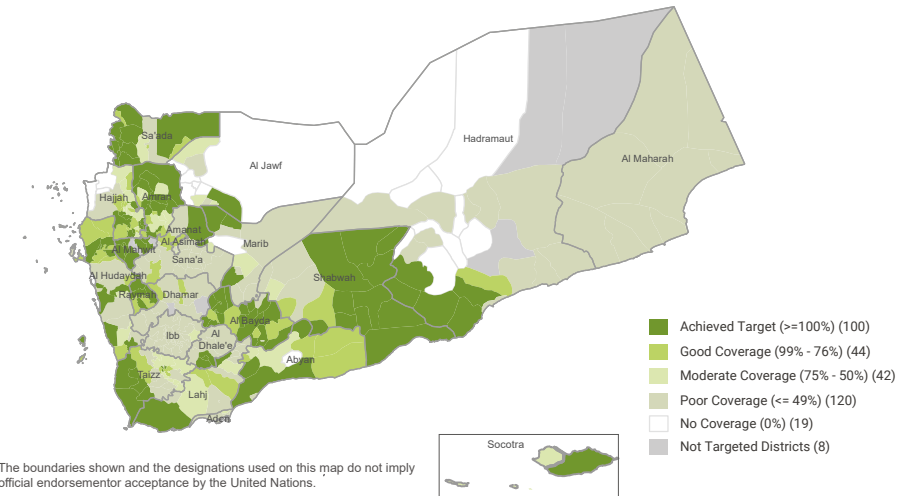 Sa'ada
Hadramaut
Al Jawf
Al Maharah
Hajjah
Amran
Amanat
Al Asimah
Marib
Al Mahwit
Sana'a
Al Hudaydah
Shabwah
Raymah
Dhamar
Al Bayda
Ibb
Al
Dhale'e
Abyan
Taizz
Lahj
Aden
Achieved Target (>=100%) (100)
Good Coverage (99% - 76%) (44)
Moderate Coverage (75% - 50%) (42)
Poor Coverage (<= 49%) (120)
No Coverage (0%) (19)
Not Targeted Districts (8)
Socotra
The boundaries shown and the designations used on this map do not imply
official endorsementor acceptance by the United Nations.